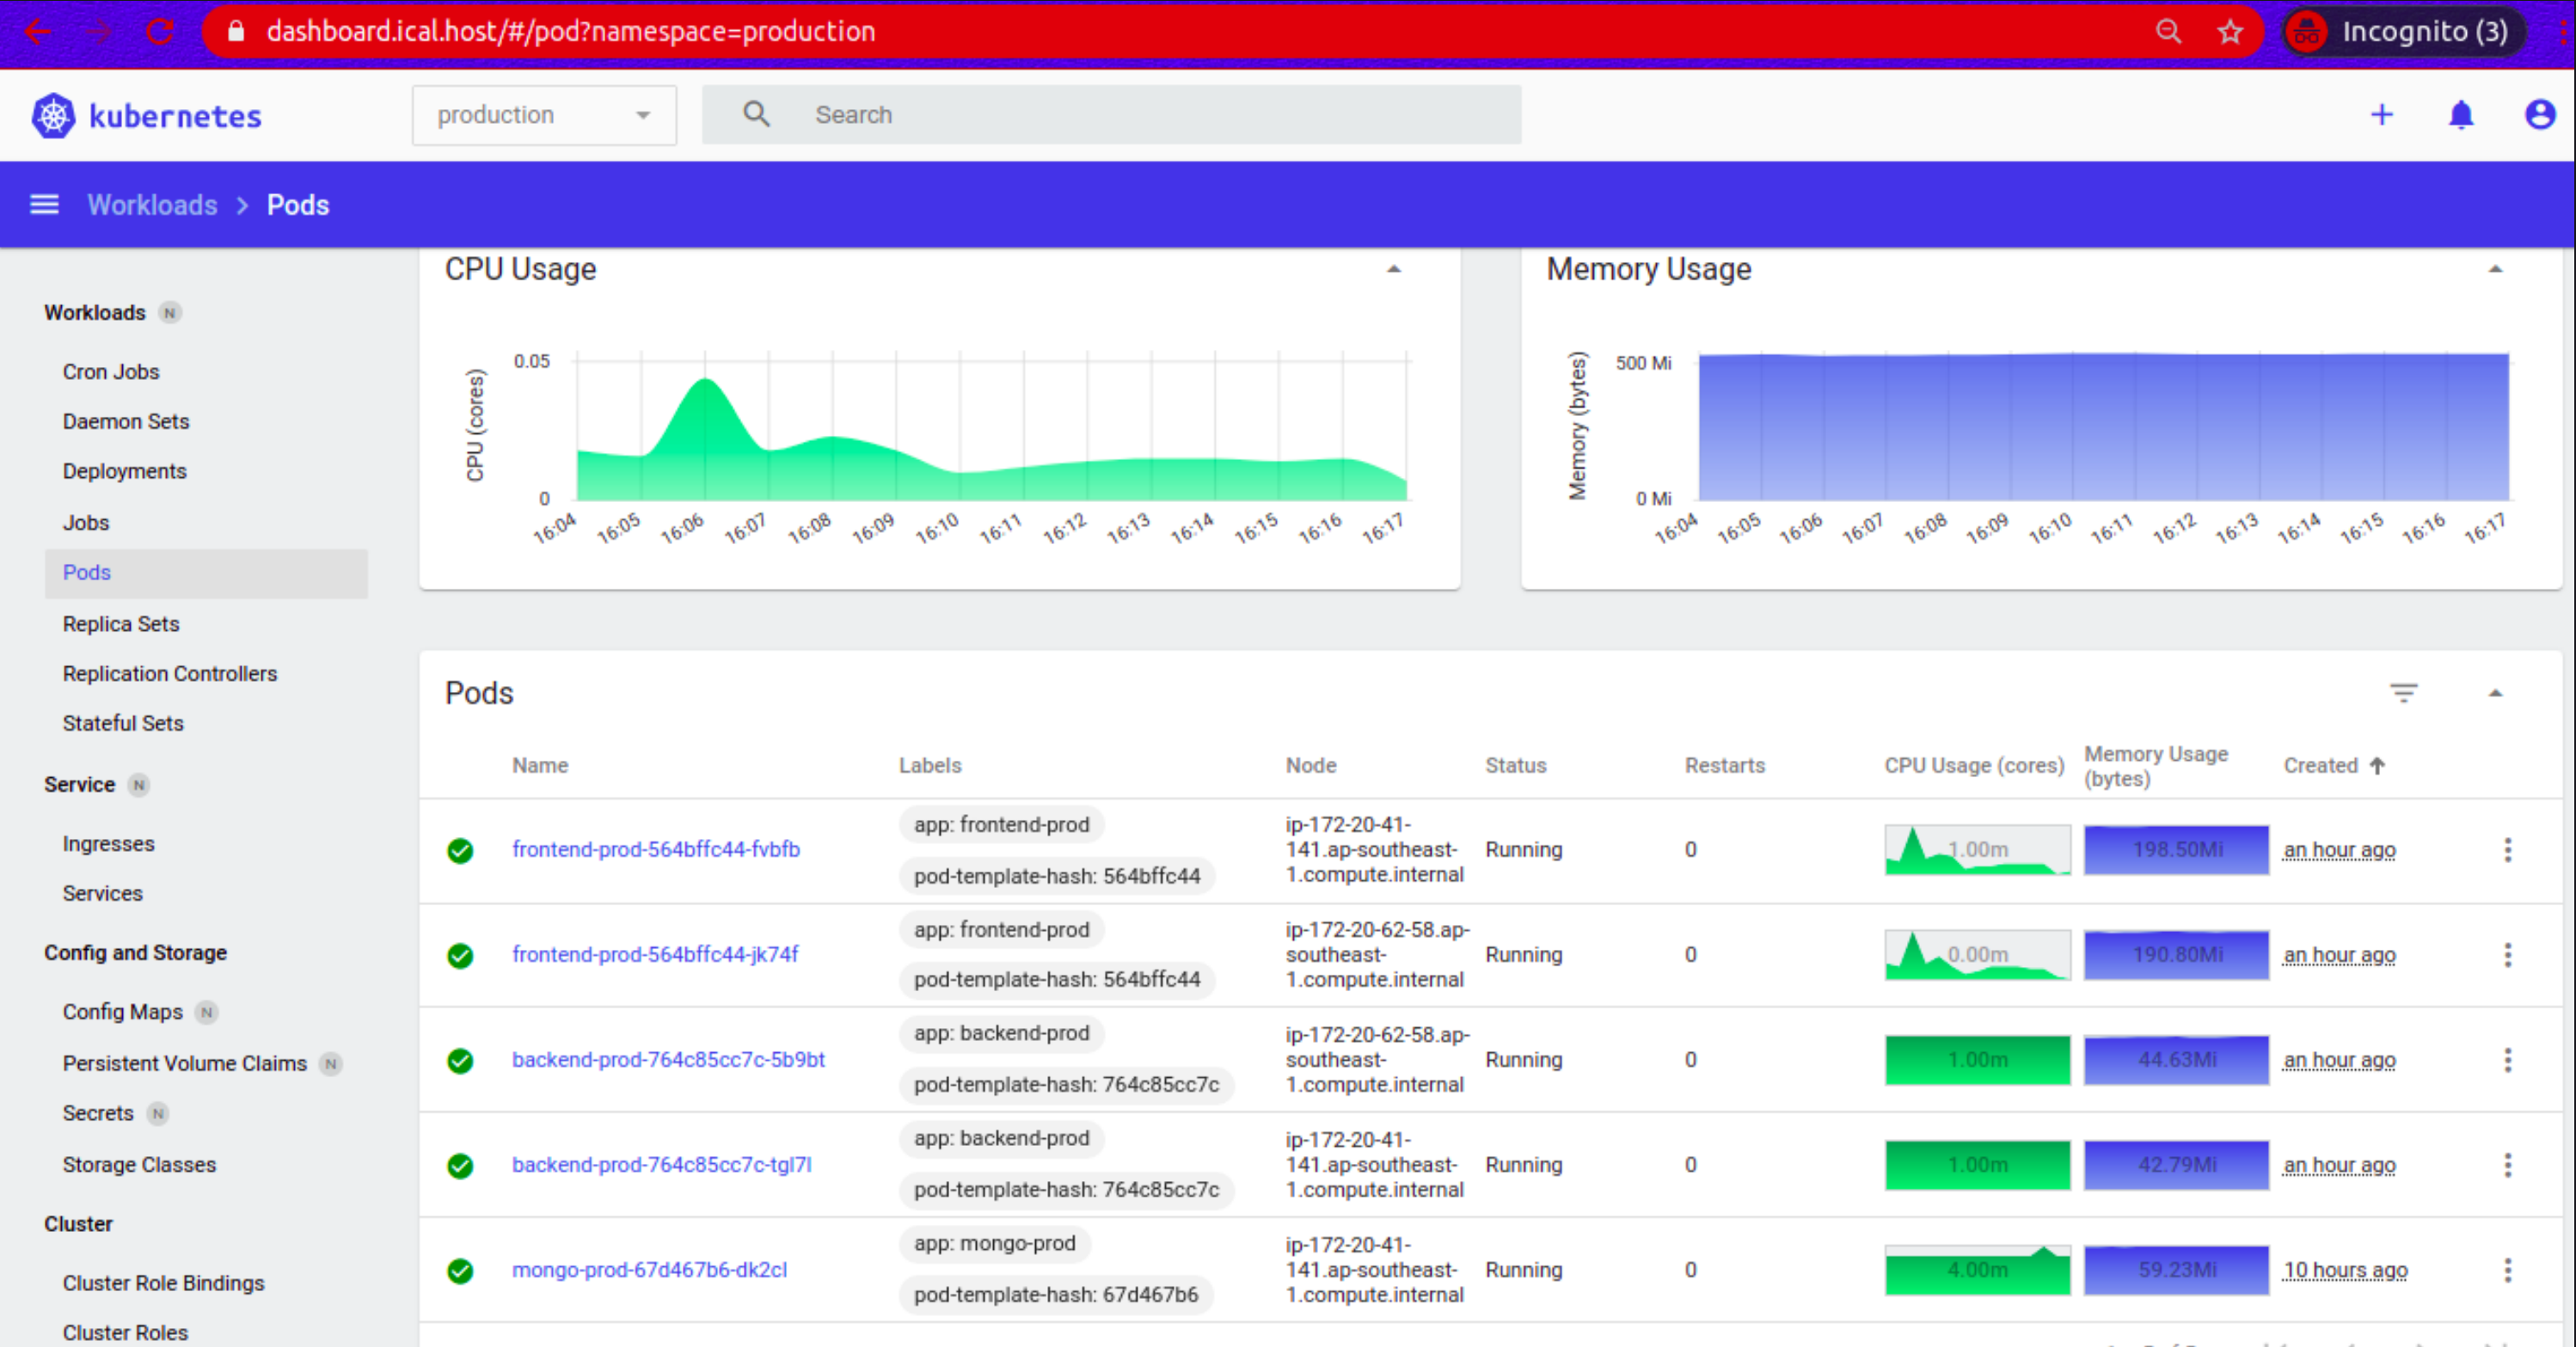 dashboard.ical.host/#/pod?namespace=production
Incognito (3)
kubernetes
production
Search
Workloads > Pods
Workloads N
Cron Jobs
Daemon Sets
Deployments
Jobs
Pods
Replica Sets
Replication Controllers
Stateful Sets
Service N
Ingresses
Services
Config and Storage
Config Maps N
Persistent Volume Claims N
Secrets N
Storage Classes
Cluster
Cluster Role Bindings
Cluster Roles
CPU Usage
CPU (cores)
0.05
0
16:04 16:05 16:06 16:07 16:08 16:09 16:10 16:11 16:12 16:13 16:14 16:15 16:16 16:17
Memory Usage
Memory (bytes)
500 Mi
0 Mi
16:04 16:05 16:06 16:07 16:08 16:09 16:10 16:11 16:12 16:13 16:14 16:15 16:16 16:17
Pods
Name Labels Node Status Restarts CPU Usage (cores) Memory Usage
(bytes) Created
frontend-prod-564bffc44-fvbfb
app: frontend-prod
pod-template-hash: 564bffc44
ip-172-20-41-
141.ap-southeast-
1.compute.internal
Running 0 1.00m 198.50Mi an hour ago
frontend-prod-564bffc44-jk74f
app: frontend-prod
pod-template-hash: 564bffc44
ip-172-20-62-58.ap-
southeast-
1.compute.internal
Running 0 0.00m 190.80Mi an hour ago
backend-prod-764c85cc7c-5b9bt
app: backend-prod
pod-template-hash: 764c85cc7c
ip-172-20-62-58.ap-
southeast-
1.compute.internal
Running 0 1.00m 44.63Mi an hour ago
backend-prod-764c85cc7c-tgl7l
app: backend-prod
pod-template-hash: 764c85cc7c
ip-172-20-41-
141.ap-southeast-
1.compute.internal
Running 0 1.00m 42.79Mi an hour ago
mongo-prod-67d467b6-dk2cl
app: mongo-prod
pod-template-hash: 67d467b6
ip-172-20-41-
141.ap-southeast-
1.compute.internal
Running 0 4.00m 59.23Mi 10 hours ago